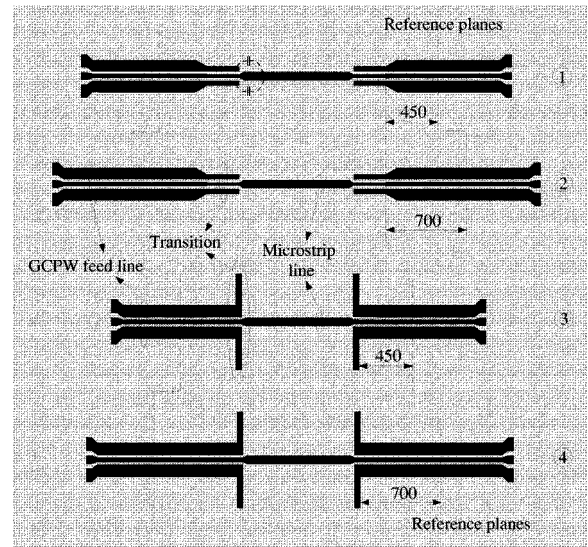 Reference planes
1
450
2
700
Transition
Microstrip
line
GCPW feed line
3
450
4
700
Reference planes